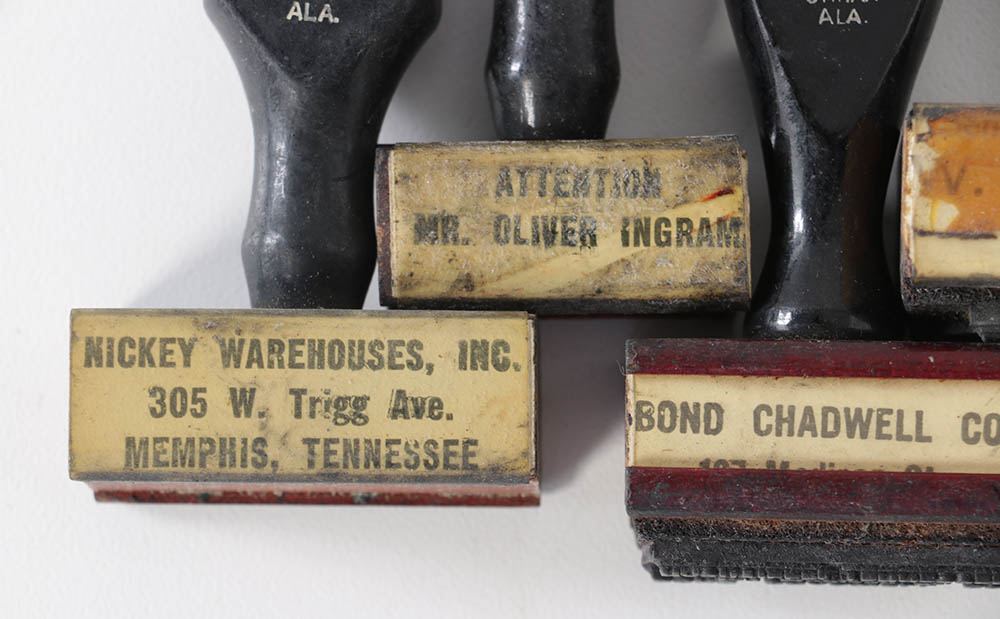 ALA.
ALA.
ATTENTION
MR. OLIVER INGRAM
V.
NICKEY WAREHOUSES, INC.
305 W. Trigg Ave.
MEMPHIS, TENNESSEE
BOND CHADWELL CO